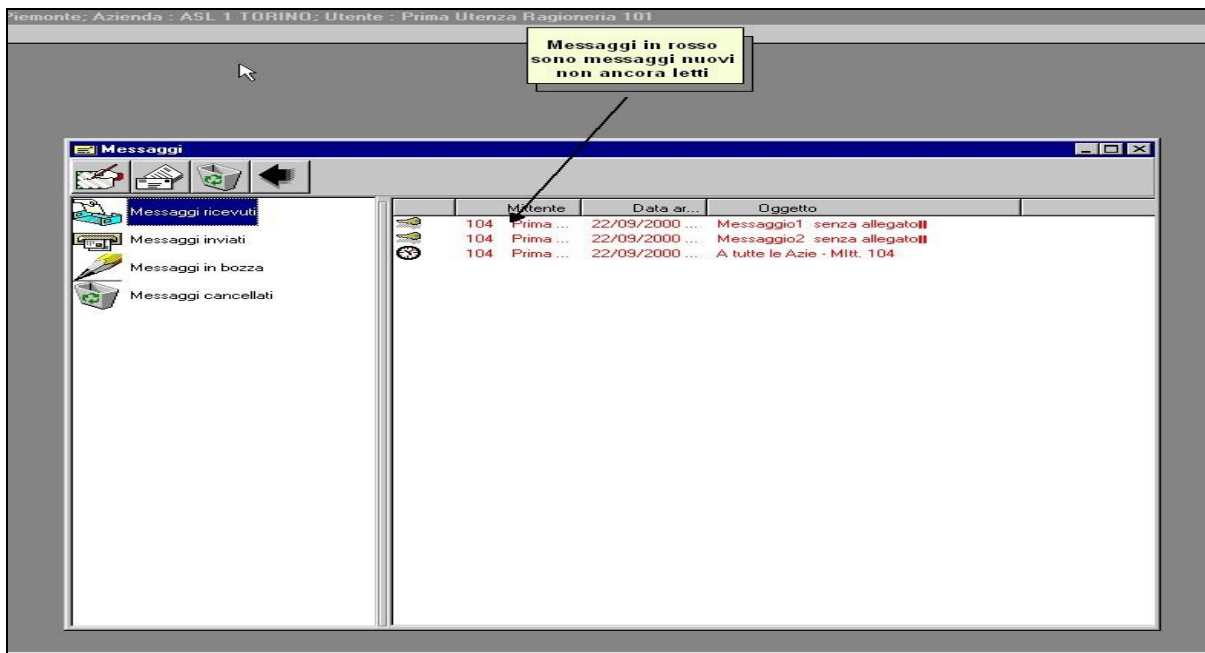 Piemonte; Azienda : ASL 1 TORINO; Utente : Prima Utenza Ragioneria 101
Messaggi in rosso
sono messaggi nuovi
non ancora letti
Messaggi
Messaggi ricevuti
Messaggi inviati
Messaggi in bozza
Messaggi cancellati
Mittente Data ar... Oggetto
104 Prima ... 22/09/2000 ... Messaggio1 senza allegato||
104 Prima ... 22/09/2000 ... Messaggio2 senza allegato||
104 Prima ... 22/09/2000 ... A tutte le Azie - MItt. 104